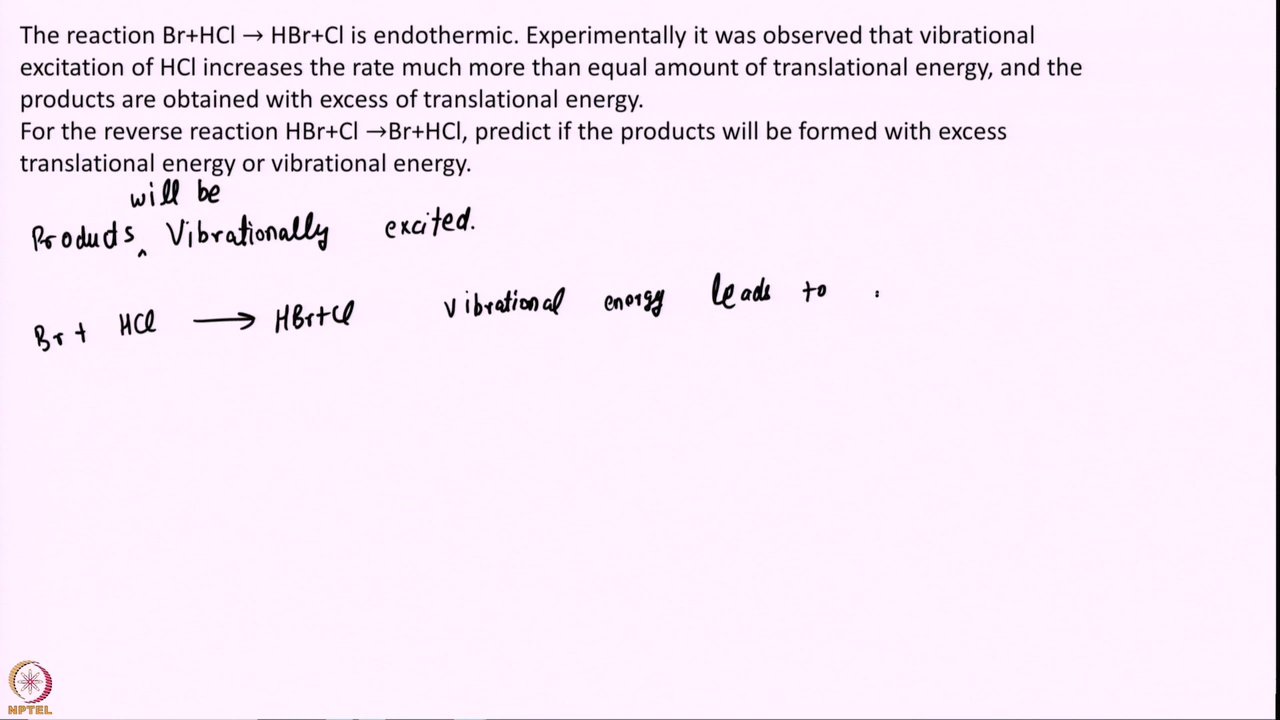 The reaction Br+HCl → HBr+Cl is endothermic. Experimentally it was observed that vibrational
excitation of HCl increases the rate much more than equal amount of translational energy, and the
products are obtained with excess of translational energy.
For the reverse reaction HBr+Cl →Br+HCl, predict if the products will be formed with excess
translational energy or vibrational energy.
will be
Products ^ Vibrationally excited.
Br + HCl ⟶ HBr+Cl vibrational energy leads to
NPTEL